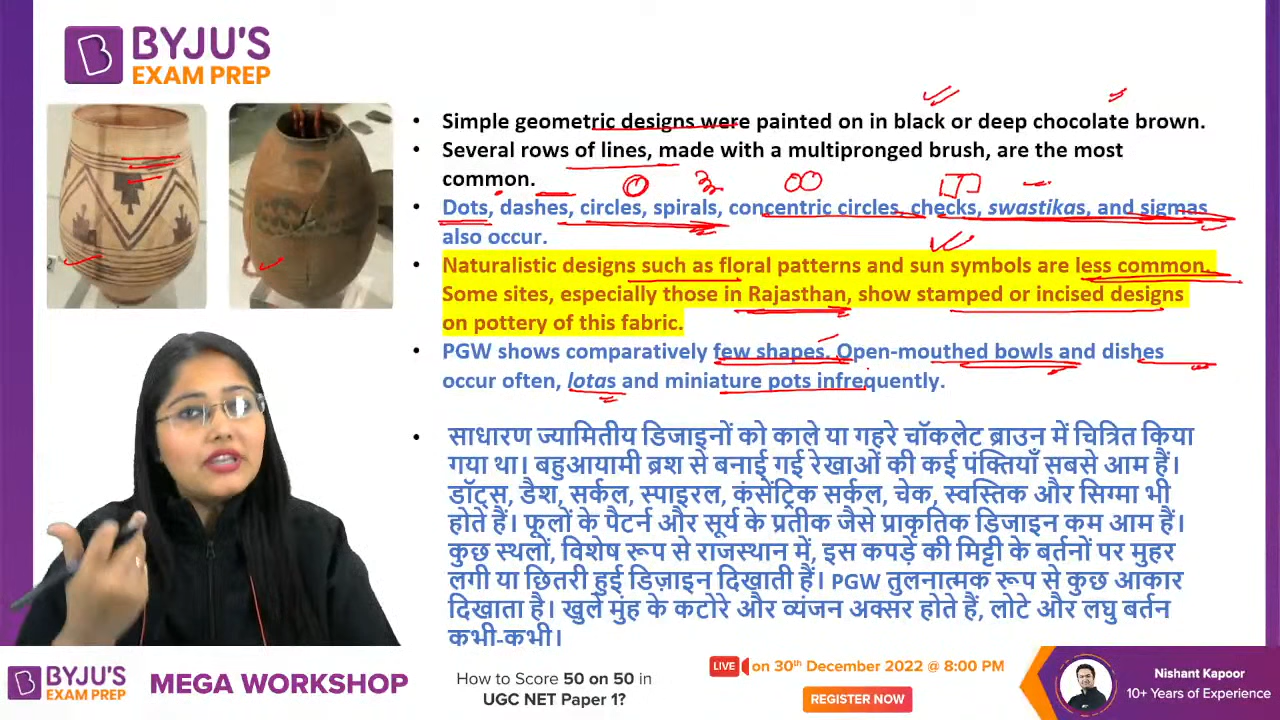 BYJU'S
EXAM PREP
• Simple geometric designs were painted on in black or deep chocolate brown.
• Several rows of lines, made with a multipronged brush, are the most
common.
• Dots, dashes, circles, spirals, concentric circles, checks, swastikas, and sigmas
also occur.
• Naturalistic designs such as floral patterns and sun symbols are less common.
Some sites, especially those in Rajasthan, show stamped or incised designs
on pottery of this fabric.
• PGW shows comparatively few shapes. Open-mouthed bowls and dishes
occur often, lotas and miniature pots infrequently.
• साधारण ज्यामितीय डिजाइनों को काले या गहरे चॉकलेट ब्राउन में चित्रित किया
गया था। बहुआयामी ब्रश से बनाई गई रेखाओं की कई पंक्तियाँ सबसे आम हैं।
डॉट्स, डैश, सर्कल, स्पाइरल, कंसेंट्रिक सर्कल, चेक, स्वस्तिक और सिग्मा भी
होते हैं। फूलों के पैटर्न और सूर्य के प्रतीक जैसे प्राकृतिक डिजाइन कम आम हैं।
कुछ स्थलों, विशेष रूप से राजस्थान में, इस कपड़े की मिट्टी के बर्तनों पर मुहर
लगी या छितरी हुई डिज़ाइन दिखाती हैं। PGW तुलनात्मक रूप से कुछ आकार
दिखाता है। खुले मुंह के कटोरे और व्यंजन अक्सर होते हैं, लोटे और लघु बर्तन
कभी-कभी।
BYJU'S
EXAM PREP
MEGA WORKSHOP
How to Score 50 on 50 in
UGC NET Paper 1?
LIVE on 30th December 2022 @ 8:00 PM
REGISTER NOW
Nishant Kapoor
10+ Years of Experience